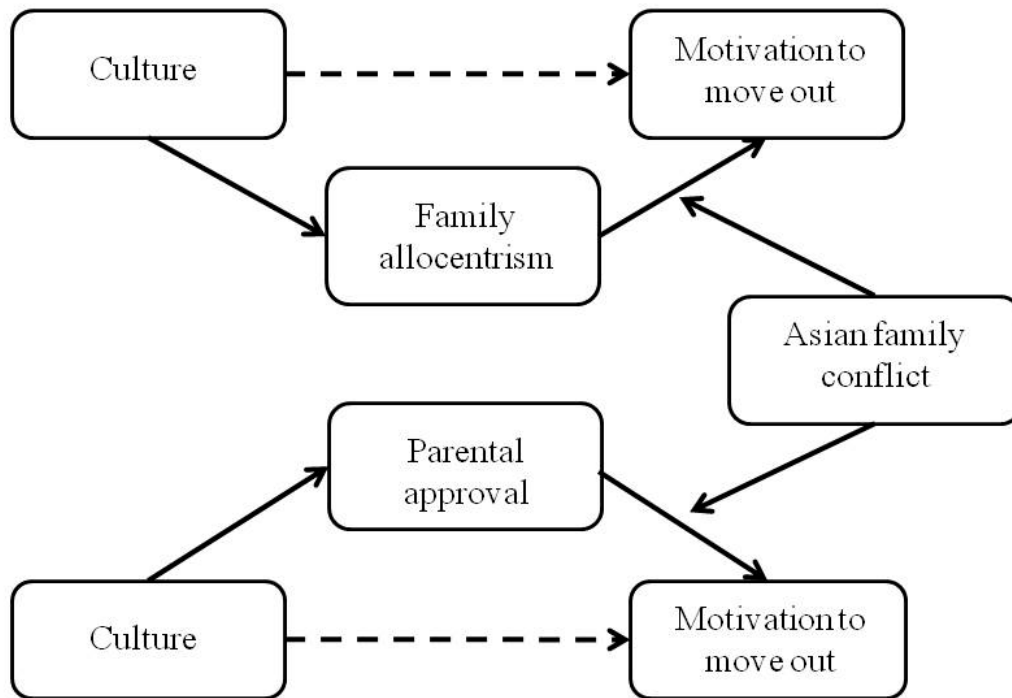 Culture
Motivation to
move out
Family
allocentrism
Asian family
conflict
Parental
approval
Culture
Motivation to
move out